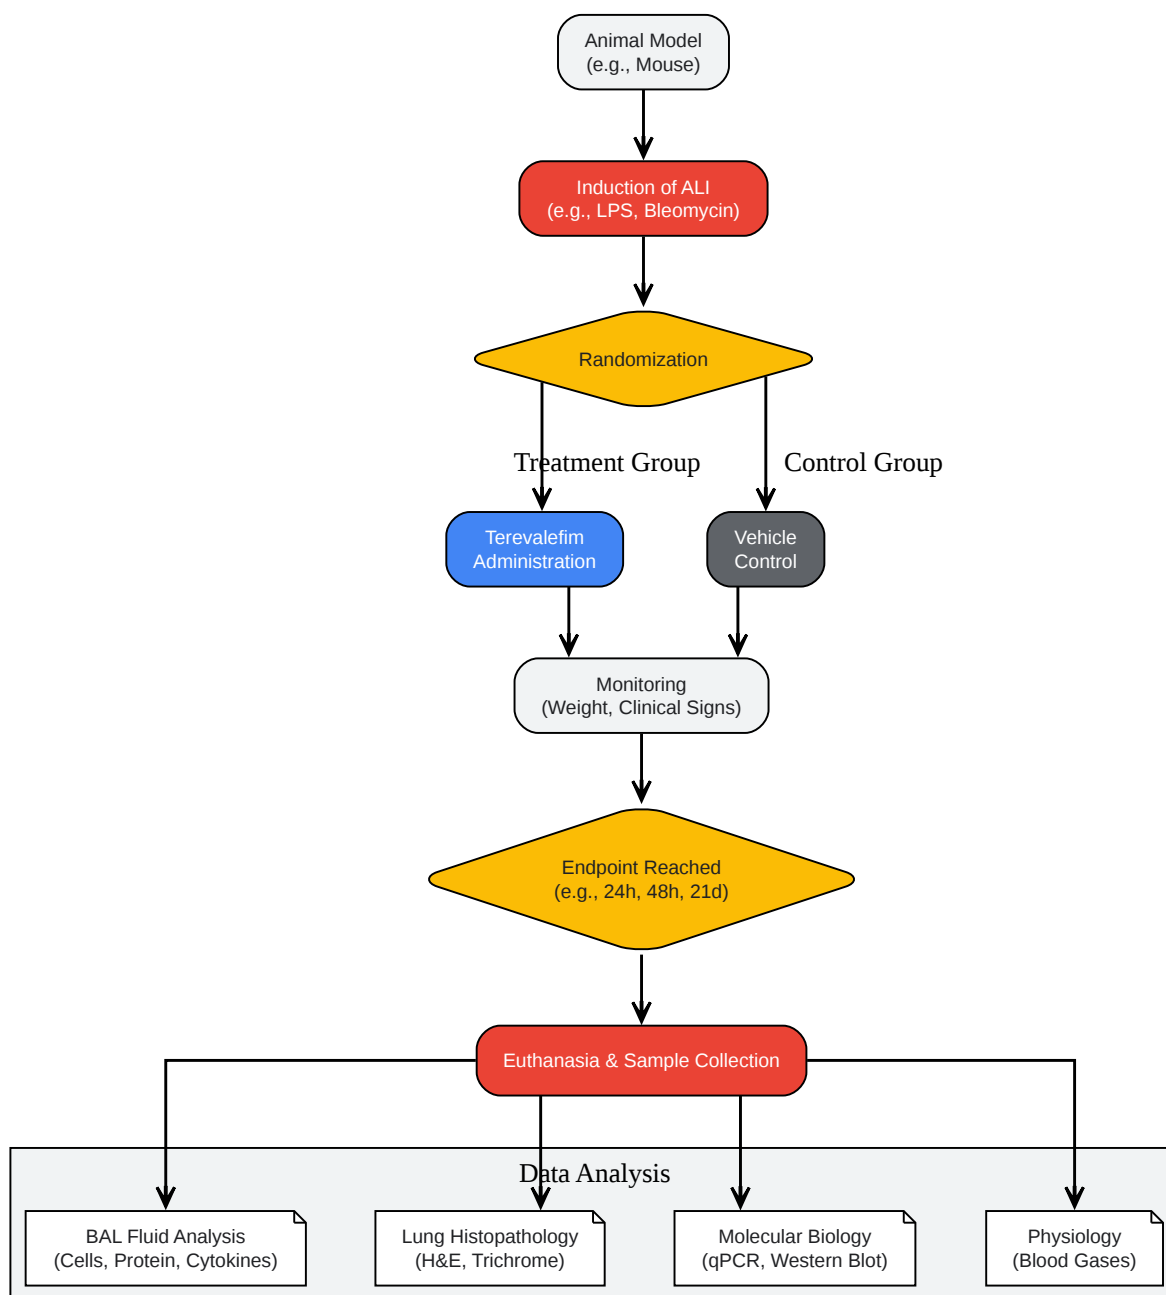 Animal Model
(e.g., Mouse)
Induction of ALI
(e.g., LPS, Bleomycin)
Randomization
Treatment Group
Control Group
Terevalefim
Administration
Vehicle
Control
Monitoring
(Weight, Clinical Signs)
Endpoint Reached
(e.g., 24h, 48h, 21d)
Euthanasia & Sample Collection
Data Analysis
BAL Fluid Analysis
(Cells, Protein, Cytokines)
Lung Histopathology
(H&E, Trichrome)
Molecular Biology
(qPCR, Western Blot)
Physiology
(Blood Gases)